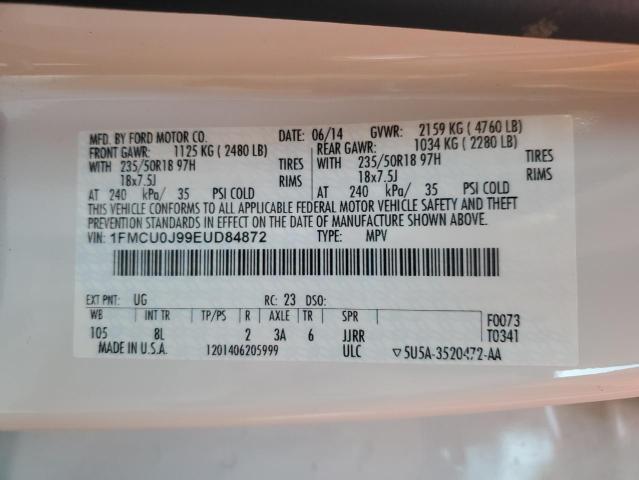 MFD. BY FORD MOTOR CO. DATE: 06/14 GVWR: 2159 KG ( 4760 LB)
FRONT GAWR: 1125 KG ( 2480 LB) REAR GAWR: 1034 KG ( 2280 LB)
WITH 235/50R18 97H TIRES WITH 235/50R18 97H TIRES
18x7.5J RIMS 18x7.5J RIMS
AT 240 kPa/ 35 PSI COLD AT 240 kPa/ 35 PSI COLD
THIS VEHICLE CONFORMS TO ALL APPLICABLE FEDERAL MOTOR VEHICLE SAFETY AND THEFT
PREVENTION STANDARDS IN EFFECT ON THE DATE OF MANUFACTURE SHOWN ABOVE.
VIN: 1FMCU0J99EUD84872 TYPE: MPV
EXT PNT: UG RC: 23 DSO:
WB INT TR TP/PS R AXLE TR SPR F0073
105 8L 2 3A 6 JJRR T0341
MADE IN U.S.A. 1201406205999 ULC ▽5U5A-3520472-AA